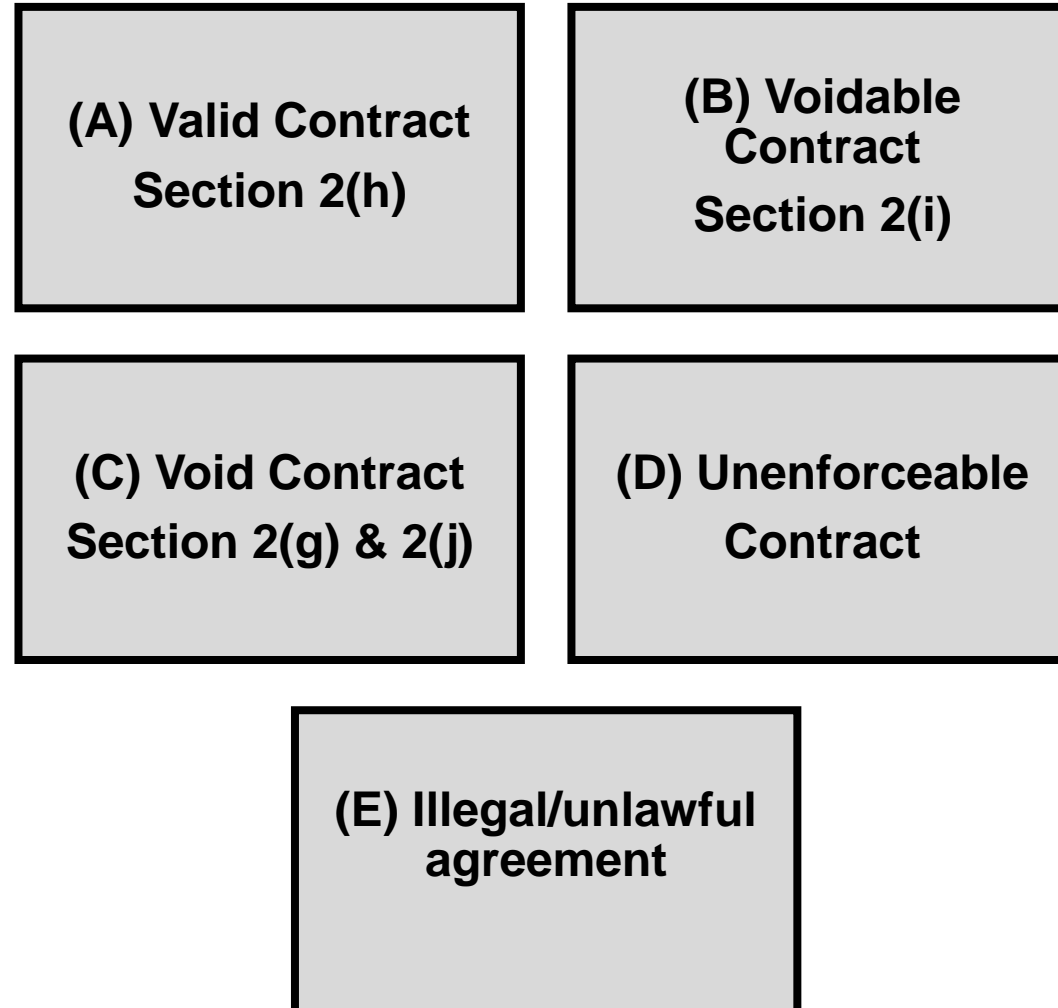 (A) Valid Contract
Section 2(h)
(B) Voidable
Contract
Section 2(i)
(C) Void Contract
Section 2(g) & 2(j)
(D) Unenforceable
Contract
(E) Illegal/unlawful
agreement